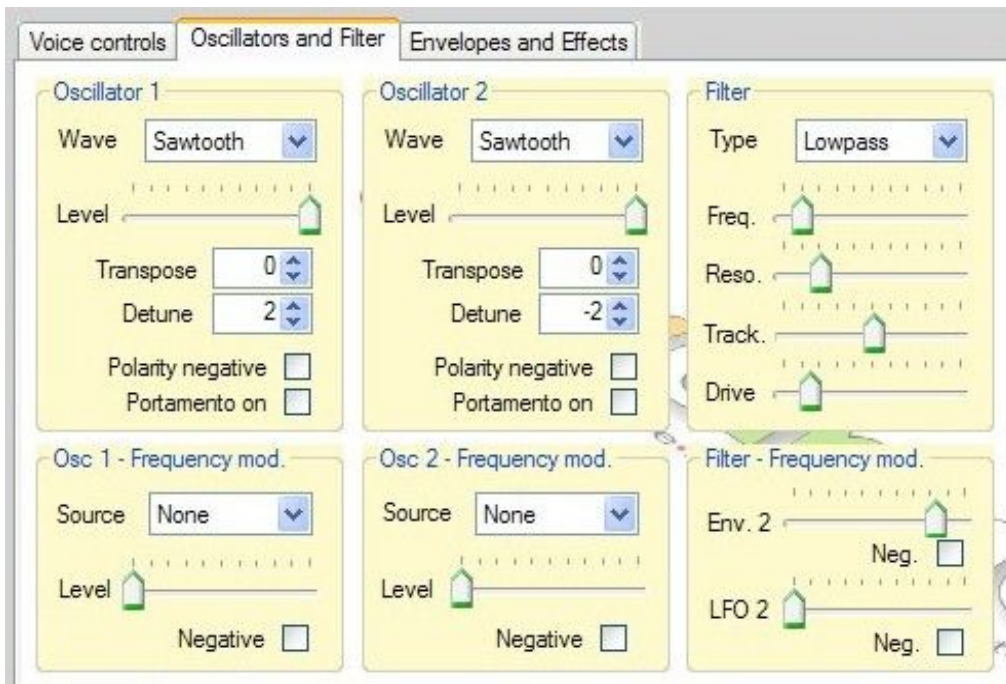 Voice controls
Oscillators and Filter
Envelopes and Effects
Oscillator 1
Wave Sawtooth
Level
Transpose 0
Detune 2
Polarity negative
Portamento on
Oscillator 2
Wave Sawtooth
Level
Transpose 0
Detune -2
Polarity negative
Portamento on
Filter
Type Lowpass
Freq.
Reso.
Track.
Drive
Osc 1 - Frequency mod.
Source None
Level
Negative
Osc 2 - Frequency mod.
Source None
Level
Negative
Filter - Frequency mod.
Env. 2
Neg.
LFO 2
Neg.